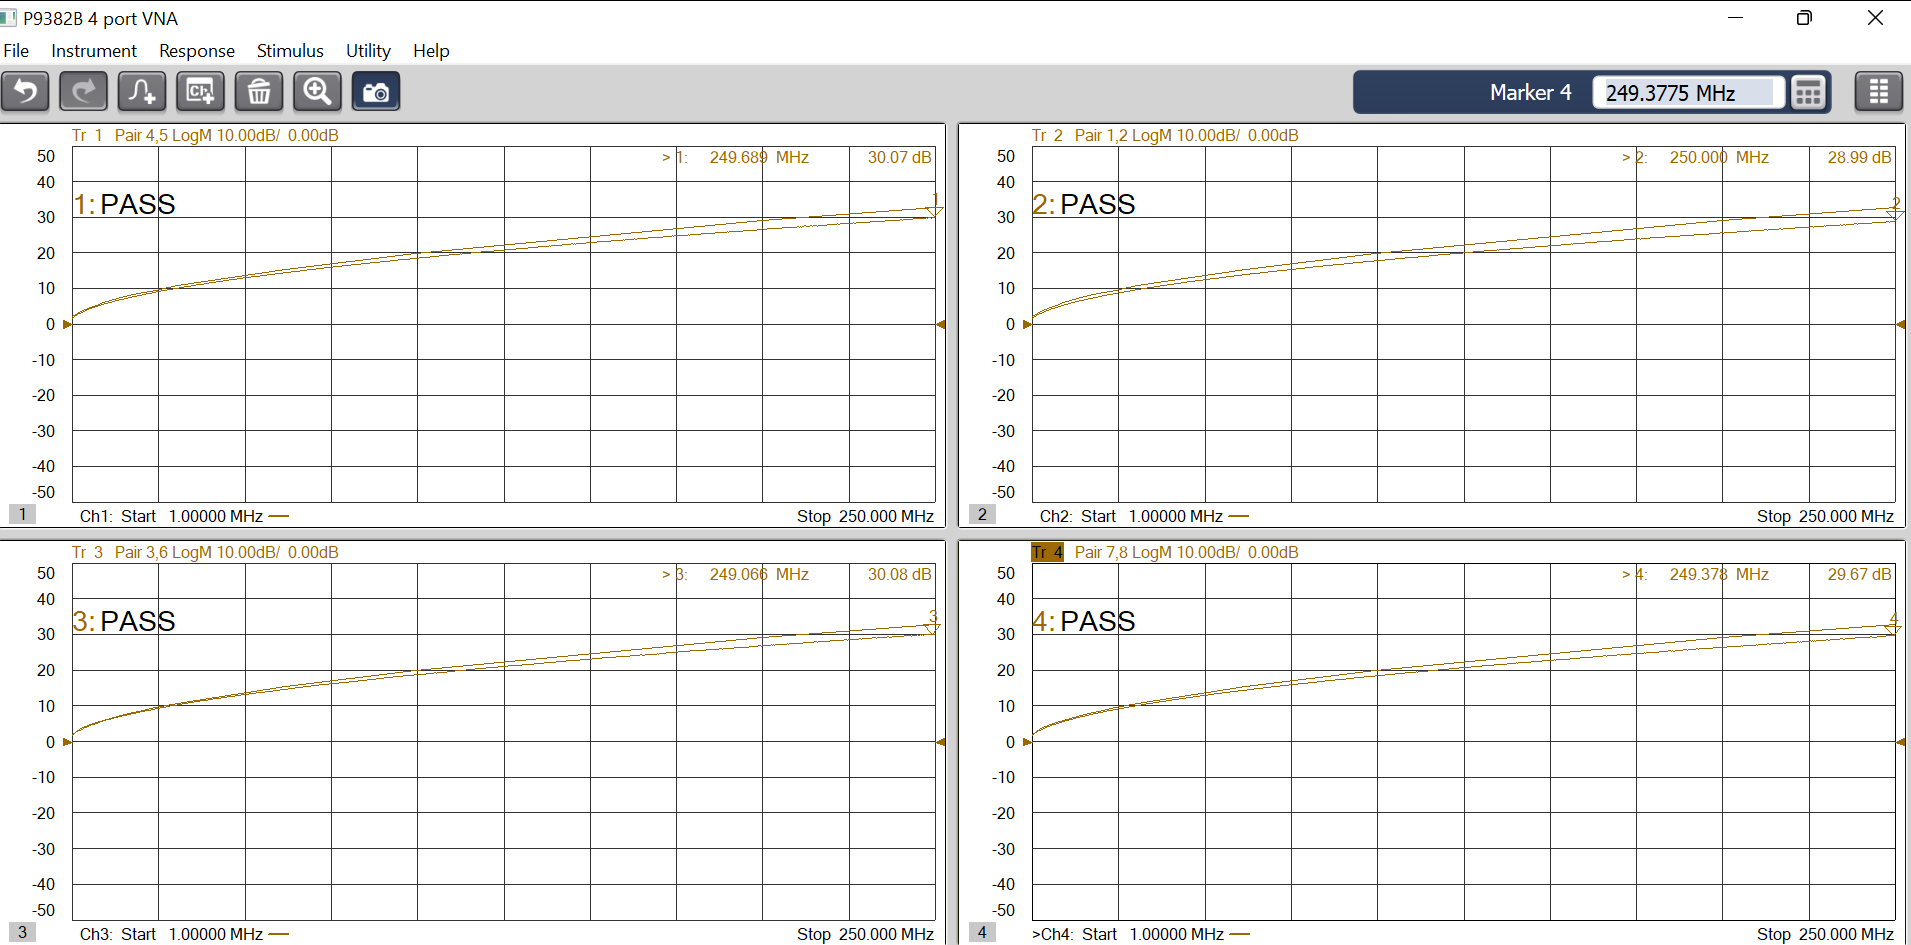 P9382B 4 port VNA
File Instrument Response Stimulus Utility Help
Ch
Marker 4 249.3775 MHz
Tr 1 Pair 4,5 LogM 10.00dB/ 0.00dB
> 1: 249.689 MHz 30.07 dB
1: PASS
1
50
40
30
20
10
0
-10
-20
-30
-40
-50
1 Ch1: Start 1.00000 MHz Stop 250.000 MHz
Tr 2 Pair 1,2 LogM 10.00dB/ 0.00dB
> 2: 250.000 MHz 28.99 dB
2: PASS
2
50
40
30
20
10
0
-10
-20
-30
-40
-50
2 Ch2: Start 1.00000 MHz Stop 250.000 MHz
Tr 3 Pair 3,6 LogM 10.00dB/ 0.00dB
> 3: 249.066 MHz 30.08 dB
3: PASS
3
50
40
30
20
10
0
-10
-20
-30
-40
-50
3 Ch3: Start 1.00000 MHz Stop 250.000 MHz
Tr 4 Pair 7,8 LogM 10.00dB/ 0.00dB
> 4: 249.378 MHz 29.67 dB
4: PASS
4
50
40
30
20
10
0
-10
-20
-30
-40
-50
4 >Ch4: Start 1.00000 MHz Stop 250.000 MHz